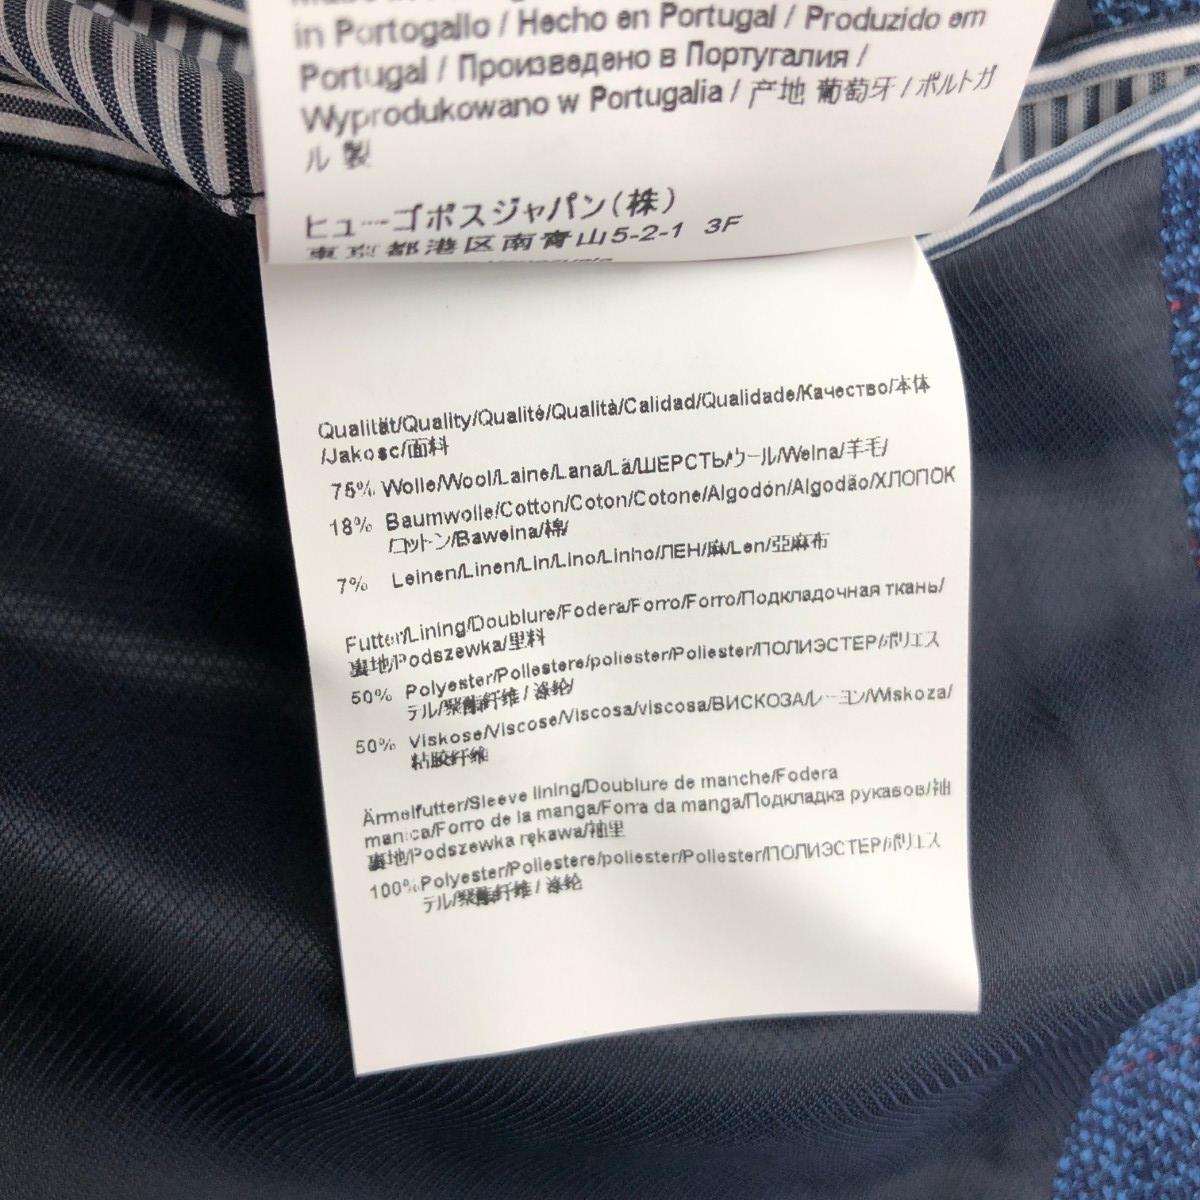 in Portogallo / Hecho en Portugal / Produzido em
Portugal / Произведено в Португалия /
Wyprodukowano w Portugalia / 产地 葡萄牙 / ポルトガ
ル 製
ヒューゴボスジャパン(株)
東京都港区南青山5-2-1 3F
Qualität/Quality/Qualité/Qualità/Calidad/Qualidade/Качество/本体
/Jakosc/面料
75% Wolle/Wool/Laine/Lana/Lã/ШЕРСТЬ/ウール/Welna/羊毛/
18% Baumwolle/Cotton/Coton/Cotone/Algodón/Algodão/ХЛОПОК
/コットン/Bawelna/棉/
7% Leinen/Linen/Lin/Lino/Linho/ЛЕН/麻/Len/亞麻布
Futter/Lining/Doublure/Fodera/Forro/Forro/Подкладочная ткань/
裏地/Podszewka/里料
50% Polyester/Poliestere/poliester/Poliester/ПОЛИЭСТЕР/ポリエス
テル/聚酯纤维 / 涤纶/
50% Viskose/Viscose/Viscosa/viscosa/ВИСКОЗА/レーヨン/Wiskoza/
粘胶纤维
Ärmelfutter/Sleeve lining/Doublure de manche/Fodera
manica/Forro de la manga/Forra da manga/Подкладка рукавов/袖
裏地/Podszewka rękawa/袖里
100% Polyester/Poliestere/poliester/Poliester/ПОЛИЭСТЕР/ポリエス
テル/聚酯纤维 / 涤纶